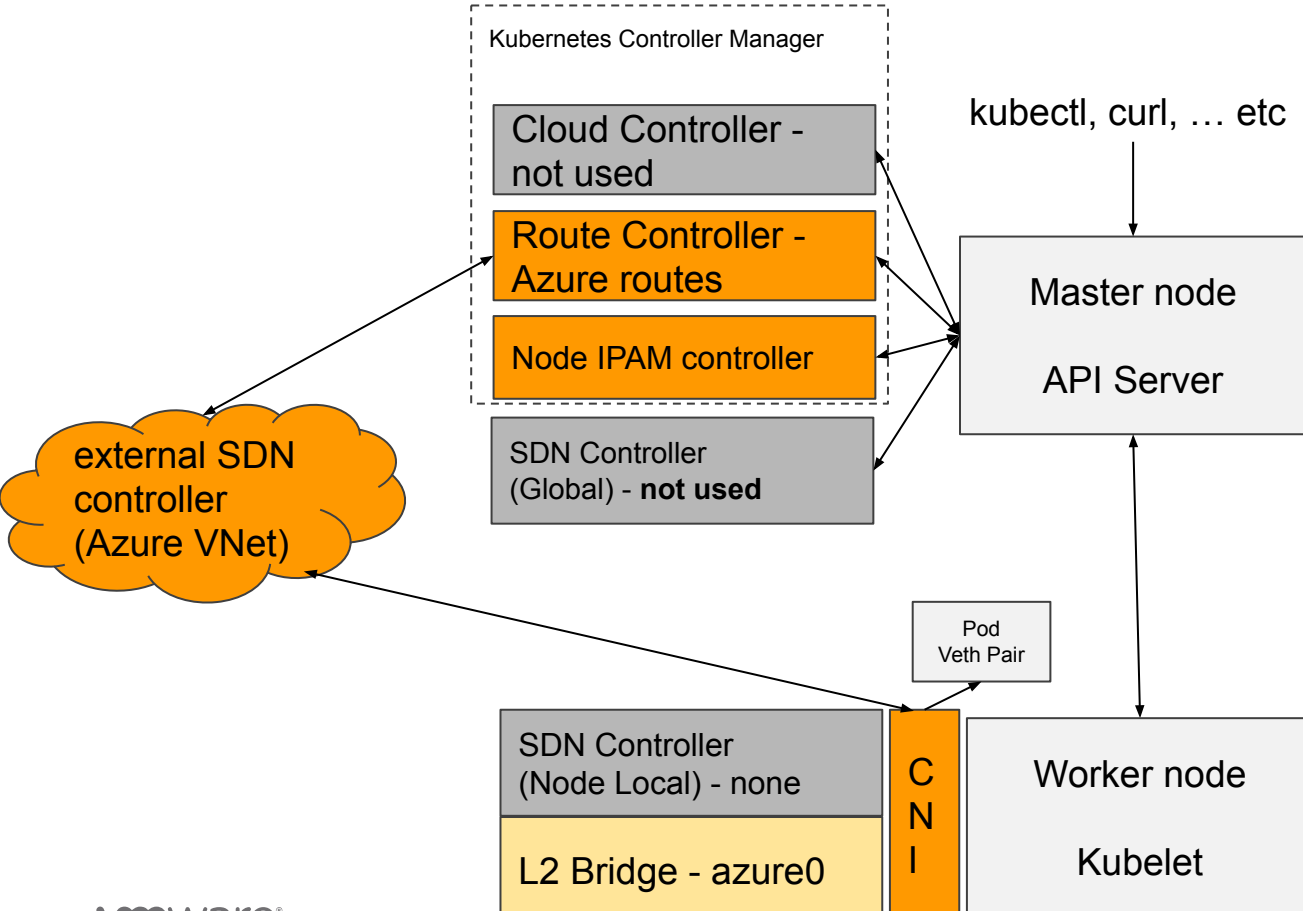 Kubernetes Controller Manager
Cloud Controller -
not used
Route Controller -
Azure routes
Node IPAM controller
SDN Controller
(Global) - not used
kubectl, curl, … etc
Master node
API Server
external SDN
controller
(Azure VNet)
Pod
Veth Pair
SDN Controller
(Node Local) - none
L2 Bridge - azure0
C
N
I
Worker node
Kubelet